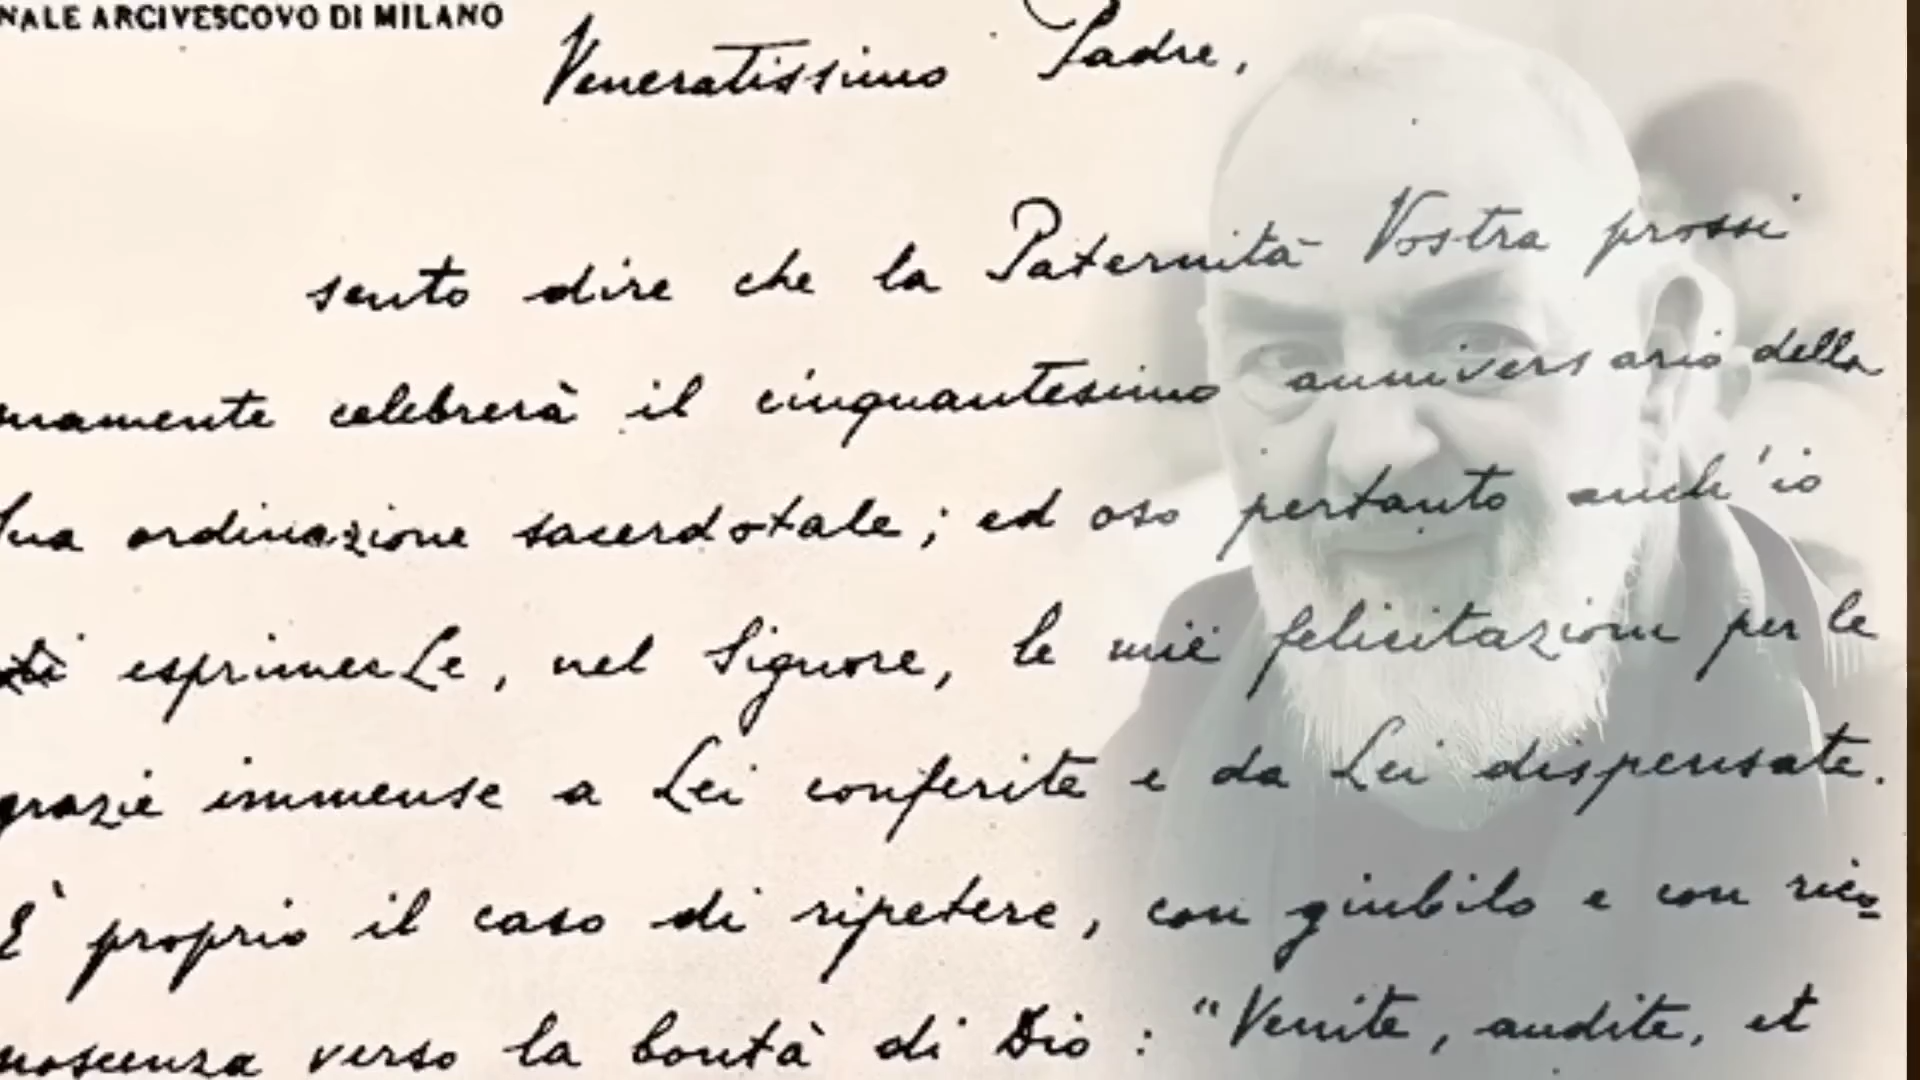 NALE ARCIVESCOVO DI MILANO
Veneratissimo Padre,
sento dire che la Paternità Vostra prossi
mamente celebrerà il cinquantesimo anniversario della
Sua ordinazione sacerdotale; ed oso pertanto anch'io
esprimerLe, nel Signore, le mie felicitazioni per le
grazie immense a Lei conferite e da Lei dispensate.
È proprio il caso di ripetere, con giubilo e con rico
noscenza verso la bontà di Dio: "Venite, audite, et